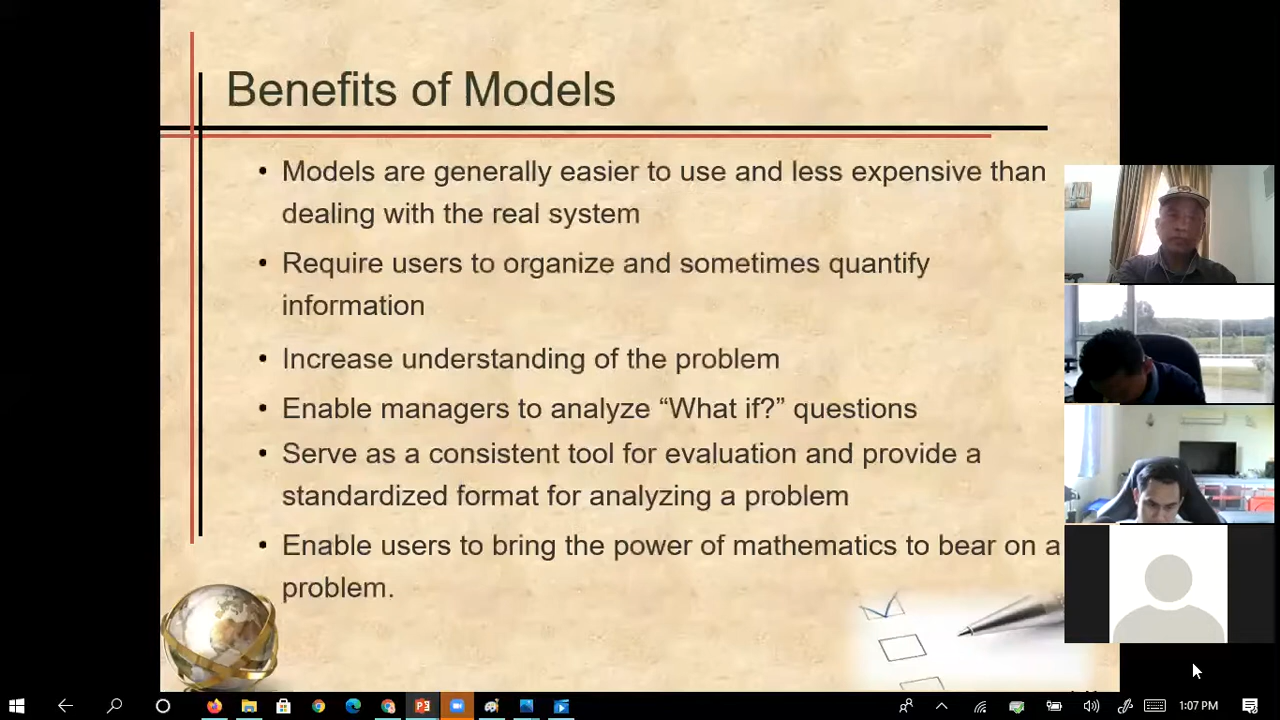 Benefits of Models
• Models are generally easier to use and less expensive than
dealing with the real system
• Require users to organize and sometimes quantify
information
• Increase understanding of the problem
• Enable managers to analyze “What if?” questions
• Serve as a consistent tool for evaluation and provide a
standardized format for analyzing a problem
• Enable users to bring the power of mathematics to bear on a
problem.
1:07 PM